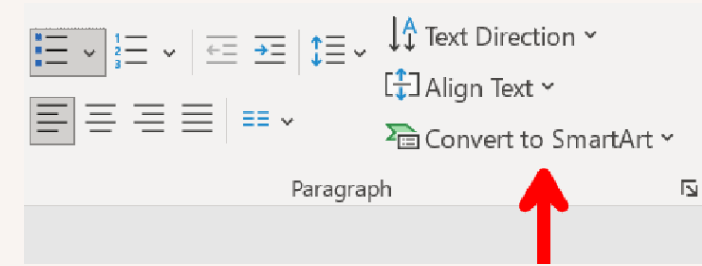 Text Direction
Align Text
Convert to SmartArt
Paragraph